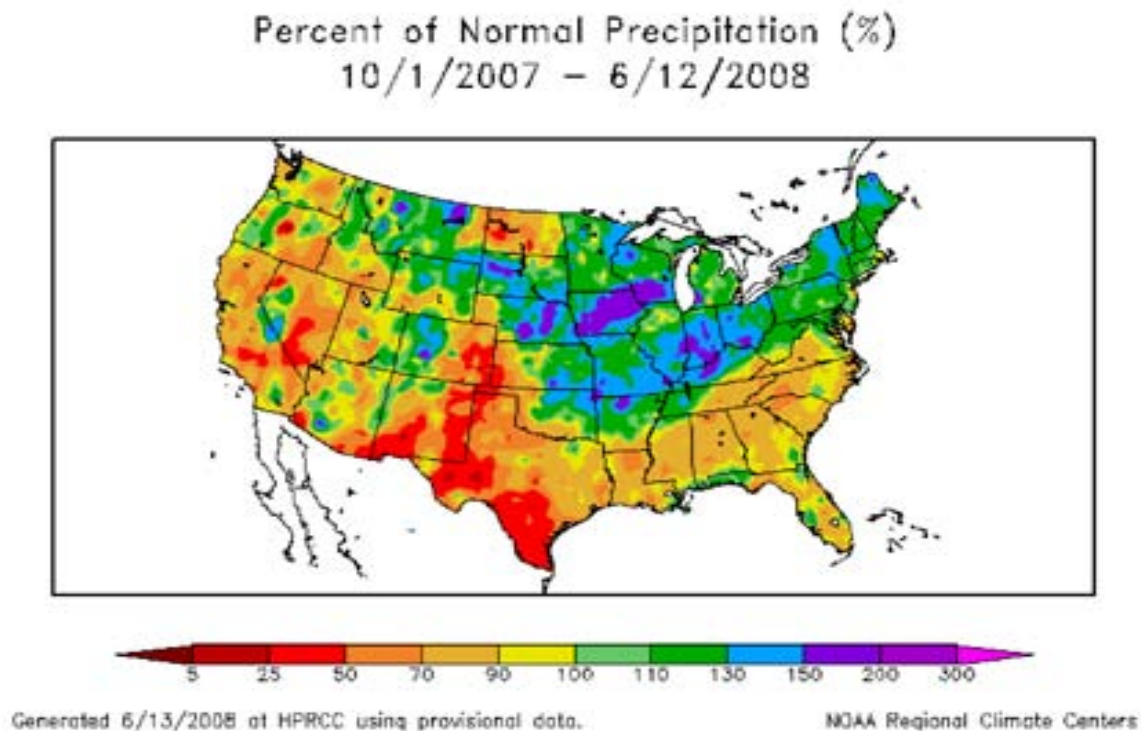 Percent of Normal Precipitation (%)
10/1/2007 – 6/12/2008
5 25 50 70 90 100 110 130 150 200 300
Generated 6/13/2008 at HPRCC using provisional data.
NOAA Regional Climate Centers